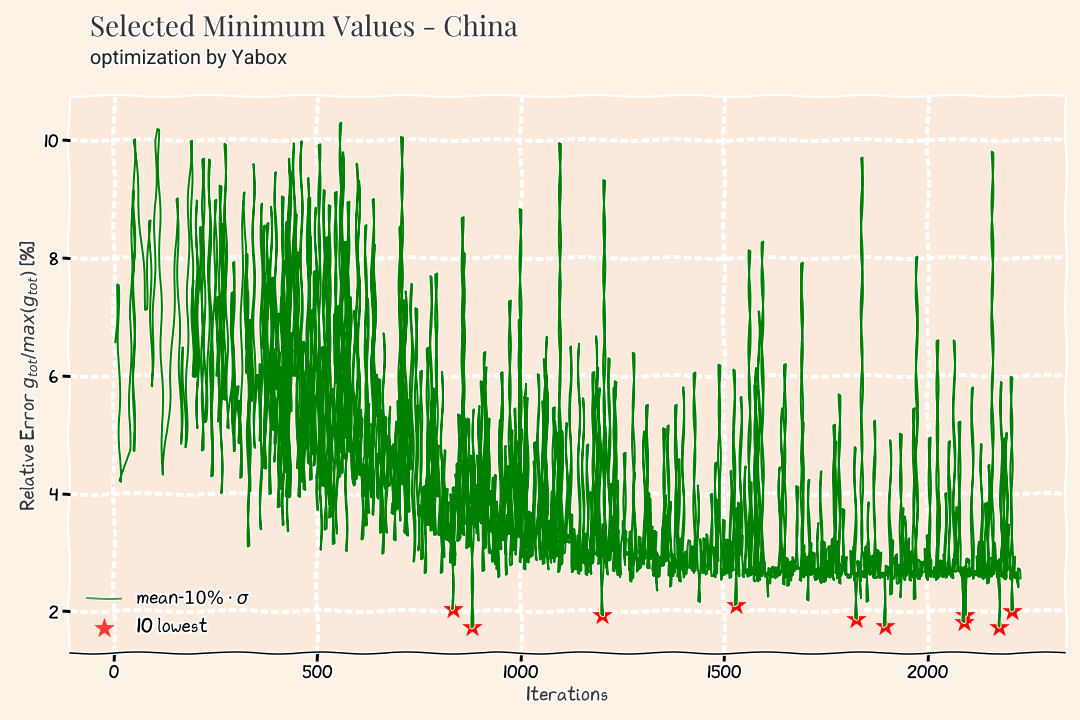 Selected Minimum Values - China
optimization by Yabox
Relative Error g_tot/max(g_tot) [%]
10
8
6
4
2
mean-10% · σ
10 lowest
0 500 1000 1500 2000
Iterations